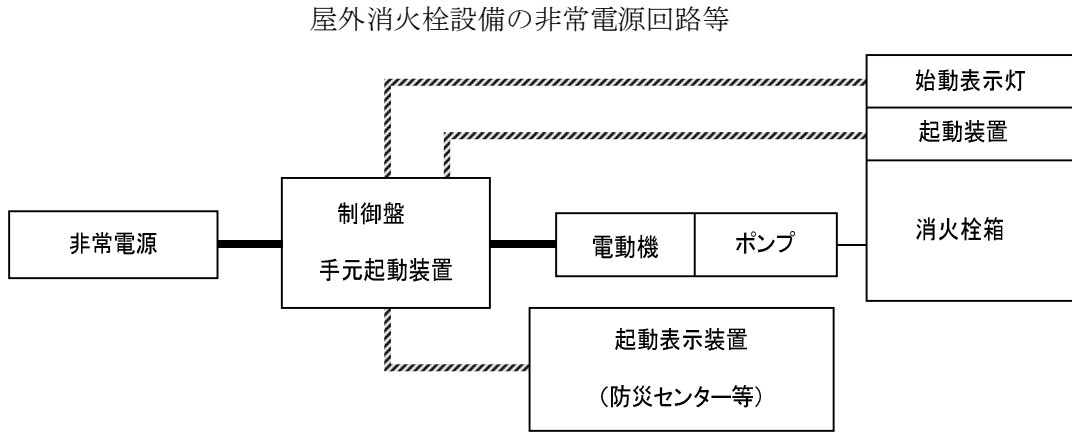 屋外消火栓設備の非常電源回路等
始動表示灯
起動装置
消火栓箱
非常電源
制御盤
手元起動装置
電動機
ポンプ
起動表示装置
（防災センター等）